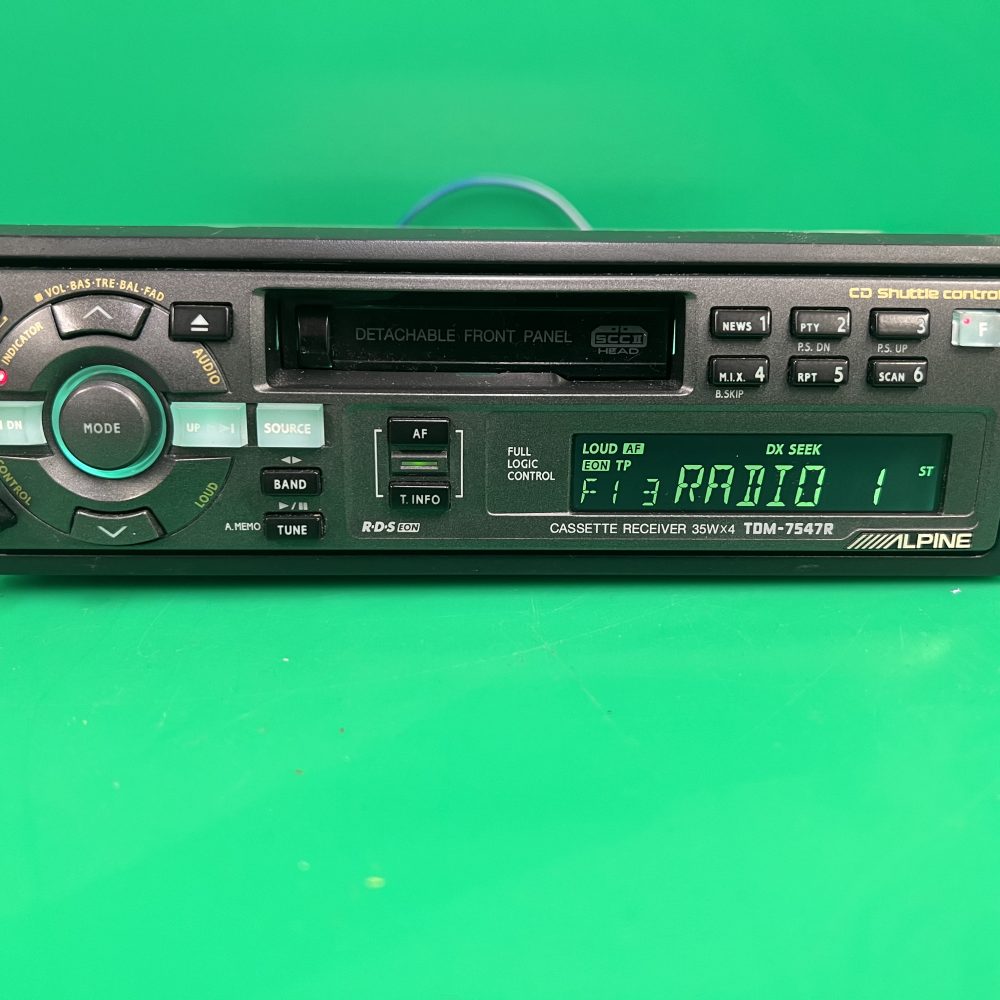 VOL·BAS·TRE·BAL·FAD
INDICATOR
AUDIO
DN
MODE
UP
SOURCE
CONTROL
LOUD
BAND
A.MEMO
TUNE
DETACHABLE FRONT PANEL
SCC II
HEAD
CD Shuttle contro
NEWS 1
PTY 2
3
F
P.S. DN
P.S. UP
M.I.X. 4
RPT 5
SCAN 6
B.SKIP
AF
T. INFO
R·D·S EON
FULL
LOGIC
CONTROL
LOUD AF DX SEEK
EON TP
F1 3 RADIO 1 ST
CASSETTE RECEIVER 35W×4 TDM-7547R
ALPINE